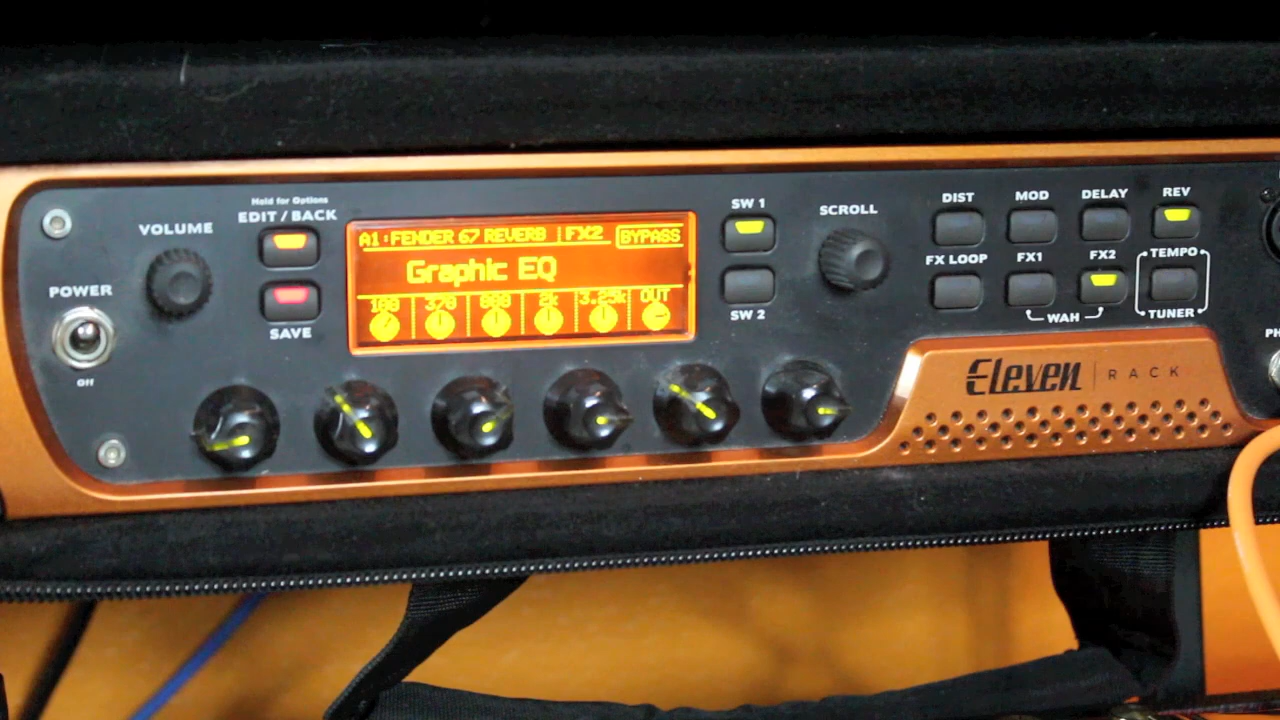 Hold for Options
EDIT / BACK
VOLUME
POWER
Off
SAVE
A1:FENDER 67 REVERB | FX2 BYPASS
Graphic EQ
100 370 800 2k 3.25k OUT
SW 1
SW 2
SCROLL
DIST MOD DELAY REV
FX LOOP FX1 FX2 TEMPO
WAH TUNER
Eleven | RACK